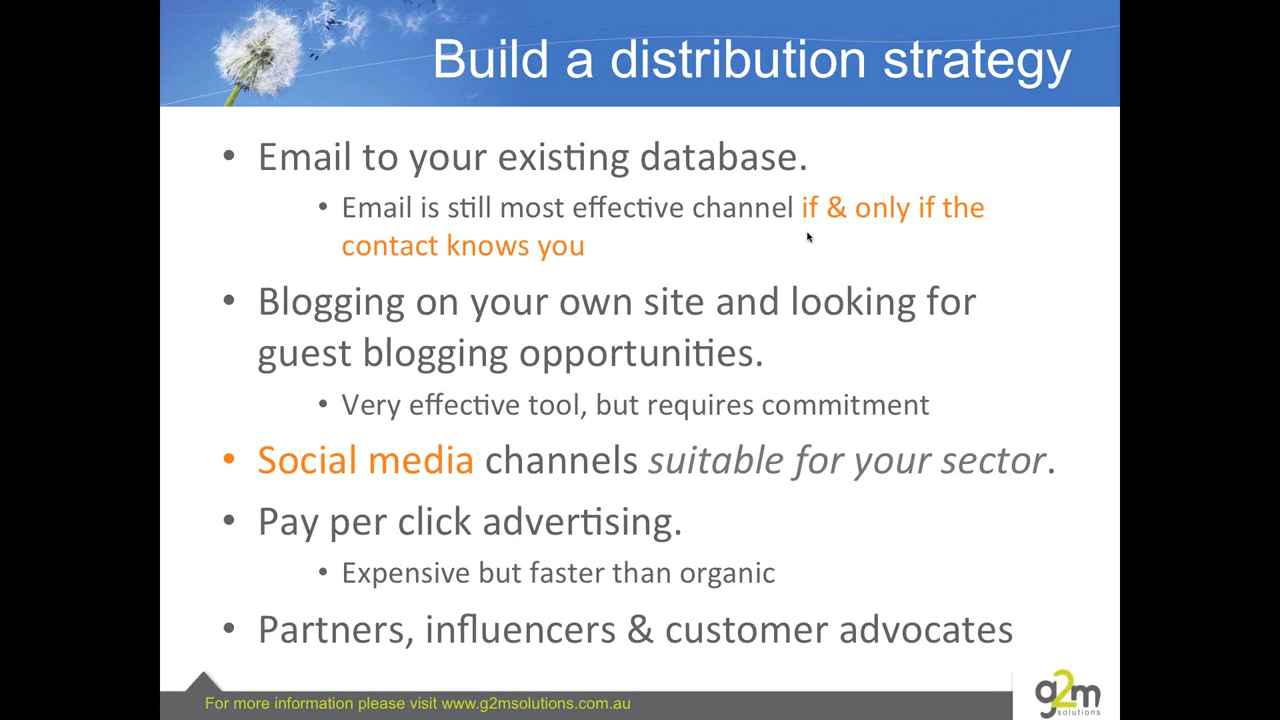 Build a distribution strategy
• Email to your existing database.
• Email is still most effective channel if & only if the
contact knows you
• Blogging on your own site and looking for
guest blogging opportunities.
• Very effective tool, but requires commitment
• Social media channels suitable for your sector.
• Pay per click advertising.
• Expensive but faster than organic
• Partners, influencers & customer advocates
For more information please visit www.g2msolutions.com.au
g2m
solutions